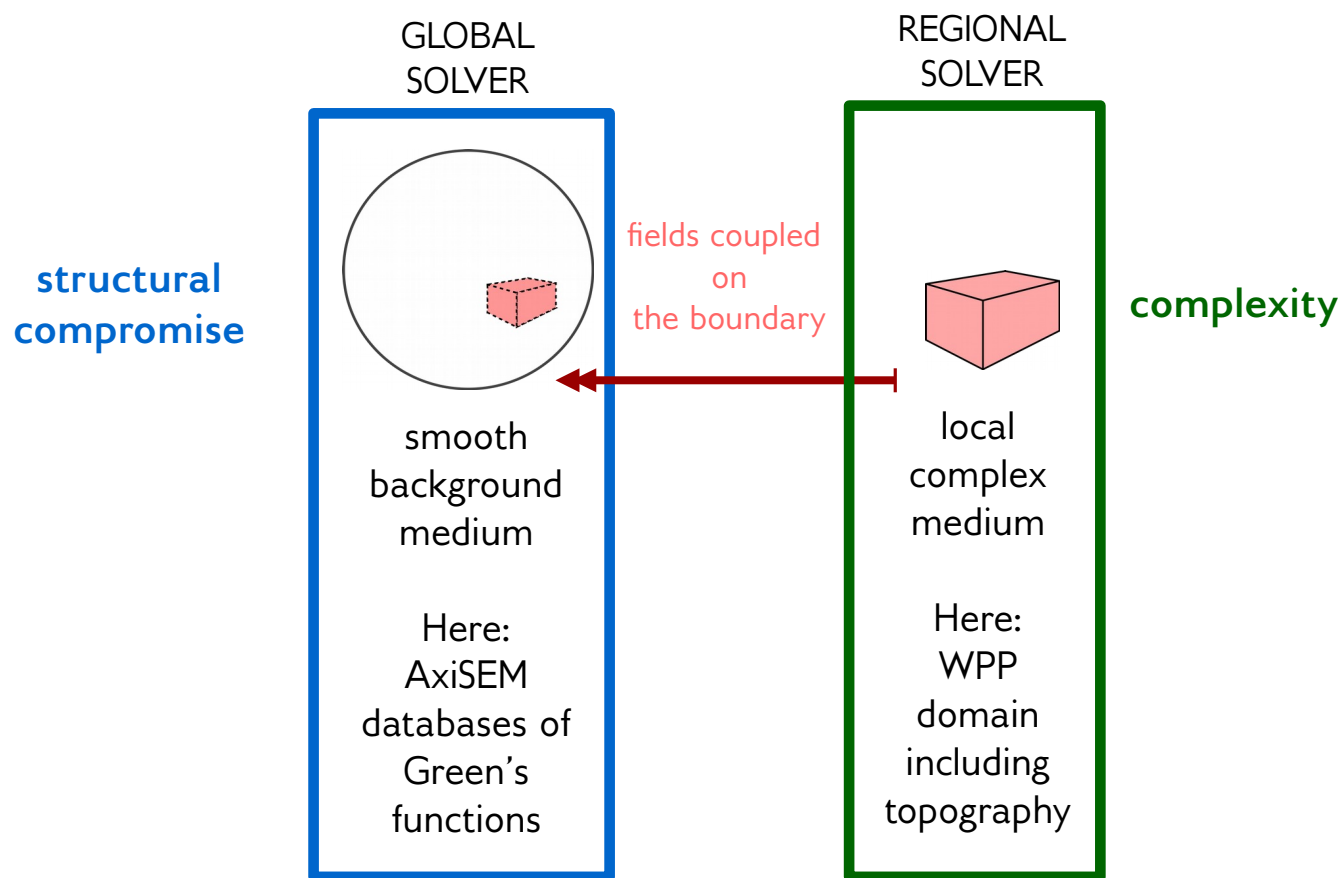 GLOBAL
SOLVER
REGIONAL
SOLVER
structural
compromise
fields coupled
on
the boundary
complexity
smooth
background
medium
Here:
AxiSEM
databases of
Green's
functions
local
complex
medium
Here:
WPP
domain
including
topography